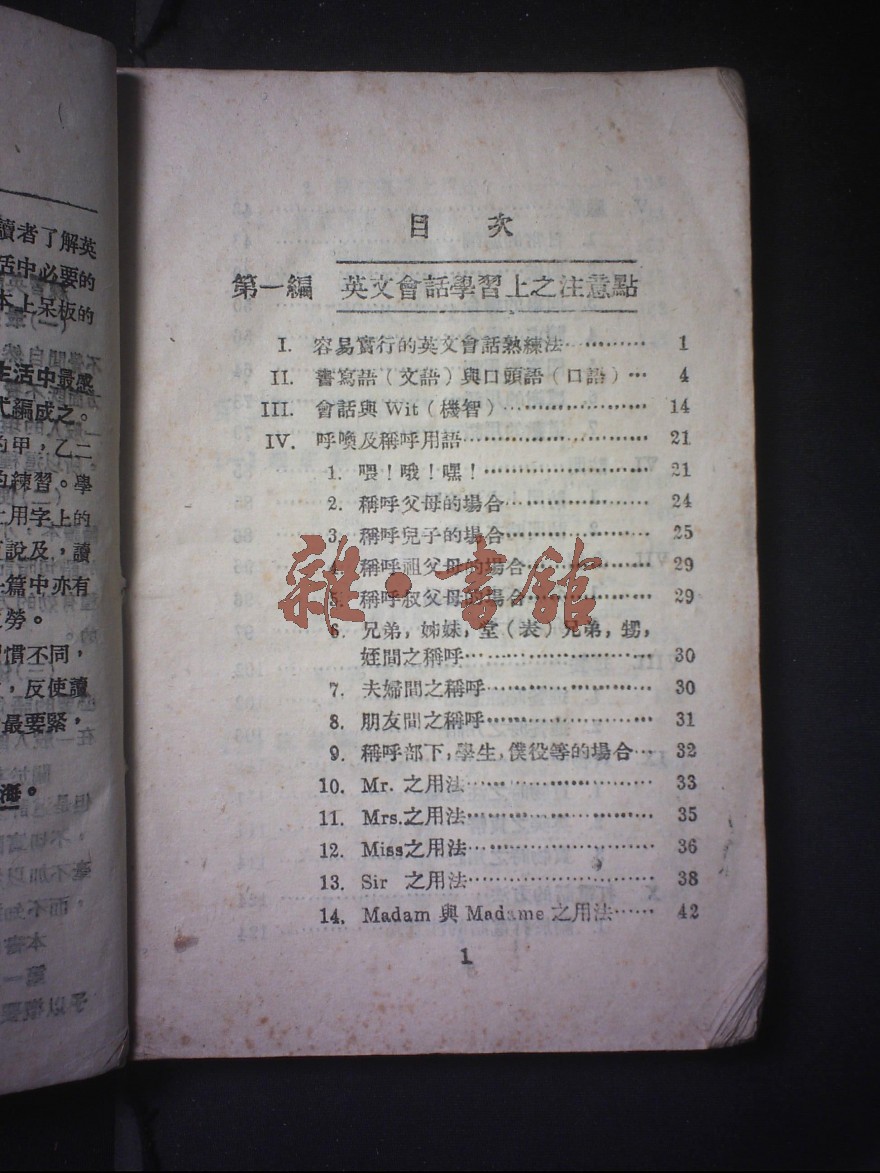 目 次
第一編 英文會話學習上之注意點
I. 容易實行的英文會話熟練法············ 1
II. 書寫語（文語）與口頭語（口語）··· 4
III. 會話與 Wit（機智）·················· 14
IV. 呼喚及稱呼用語······················ 21
1. 喂！哦！嘿！······················ 21
2. 稱呼父母的場合·················· 24
3. 稱呼兒子的場合·················· 25
4. 稱呼祖父母的場合··············· 29
5. 稱呼叔父母的場合··············· 29
6. 兄弟，姊妹，堂（表）兄弟，甥，
姪間之稱呼························ 30
7. 夫婦間之稱呼····················· 30
8. 朋友間之稱呼····················· 31
9. 稱呼部下，學生，僕役等的場合··· 32
10. Mr. 之用法························ 33
11. Mrs.之用法························ 35
12. Miss之用法························ 36
13. Sir 之用法························ 38
14. Madam 與 Madame 之用法······ 42
1
雜·書館
讀者了解英
活中必要的
本上呆板的
生活中最感
式編成之。
的甲，乙二
的練習。學
上用字上的
說及，讀
篇中亦有
勞。
慣不同，
，反使讀
最要緊，
海。